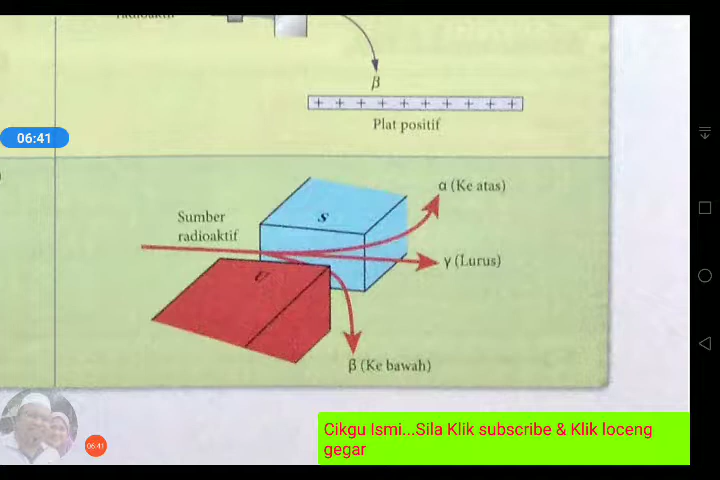 radioaktif
β
+ + + + + + + + + +
Plat positif
06:41
α (Ke atas)
S
Sumber
radioaktif
γ (Lurus)
U
β (Ke bawah)
Cikgu Ismi...Sila Klik subscribe & Klik loceng
gegar
06:41